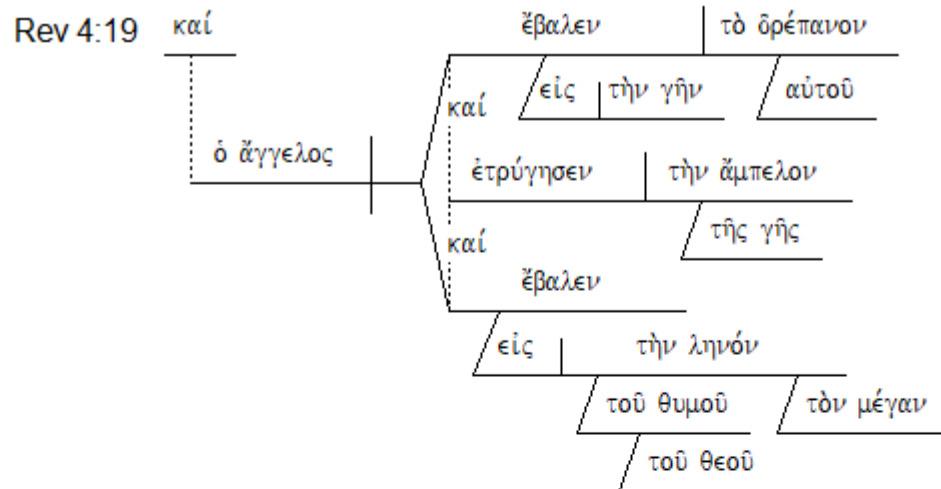 Rev 4:19 καί
ἔβαλεν τὸ δρέπανον
εἰς τὴν γῆν αὐτοῦ
καί
ὁ ἄγγελος
ἐτρύγησεν τὴν ἄμπελον
τῆς γῆς
καί
ἔβαλεν
εἰς τὴν ληνόν
τοῦ θυμοῦ τὸν μέγαν
τοῦ θεοῦ